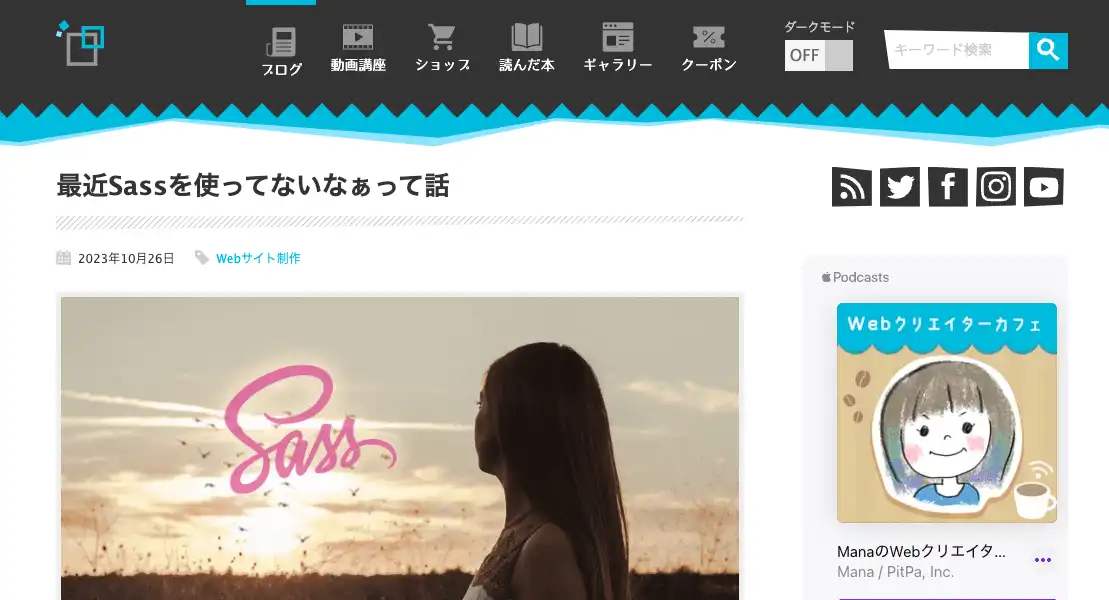 ブログ
動画講座
ショップ
読んだ本
ギャラリー
クーポン
ダークモード
OFF
キーワード検索
最近Sassを使ってないなぁって話
2023年10月26日
Webサイト制作
Sass
Podcasts
Webクリエイターカフェ
ManaのWebクリエイタ...
Mana / PitPa, Inc.